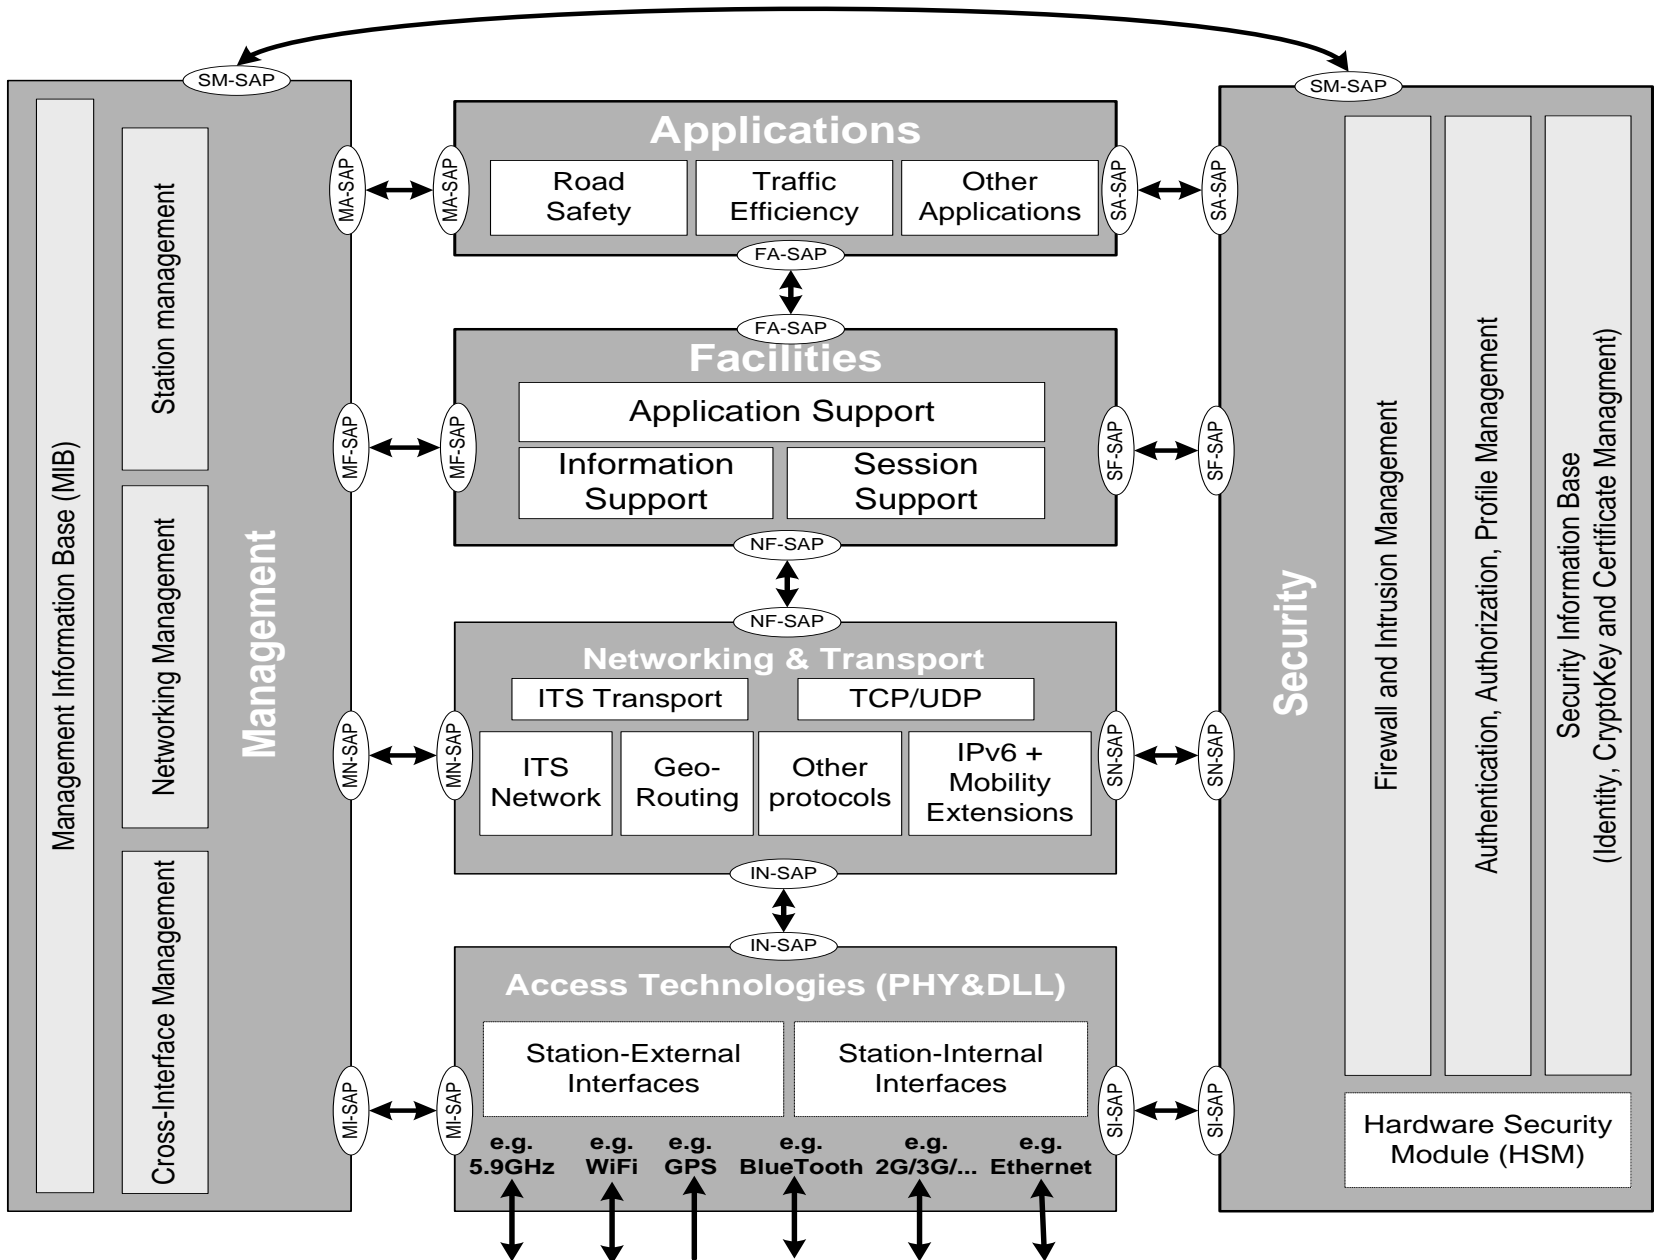 SM-SAP
SM-SAP
Management Information Base (MIB)
Station management
Networking Management
Cross-Interface Management
Management
MA-SAP
MA-SAP
MF-SAP
MF-SAP
MN-SAP
MN-SAP
MI-SAP
MI-SAP
Applications
Road
Safety
Traffic
Efficiency
Other
Applications
FA-SAP
FA-SAP
Facilities
Application Support
Information
Support
Session
Support
NF-SAP
NF-SAP
Networking & Transport
ITS Transport
TCP/UDP
ITS
Network
Geo-
Routing
Other
protocols
IPv6 +
Mobility
Extensions
IN-SAP
IN-SAP
Access Technologies (PHY&DLL)
Station-External
Interfaces
Station-Internal
Interfaces
e.g.
5.9GHz
e.g.
WiFi
e.g.
GPS
e.g.
BlueTooth
e.g.
2G/3G/...
e.g.
Ethernet
SA-SAP
SA-SAP
SF-SAP
SF-SAP
SN-SAP
SN-SAP
SI-SAP
SI-SAP
Security
Firewall and Intrusion Management
Authentication, Authorization, Profile Management
Security Information Base
(Identity, CryptoKey and Certificate Managment)
Hardware Security
Module (HSM)